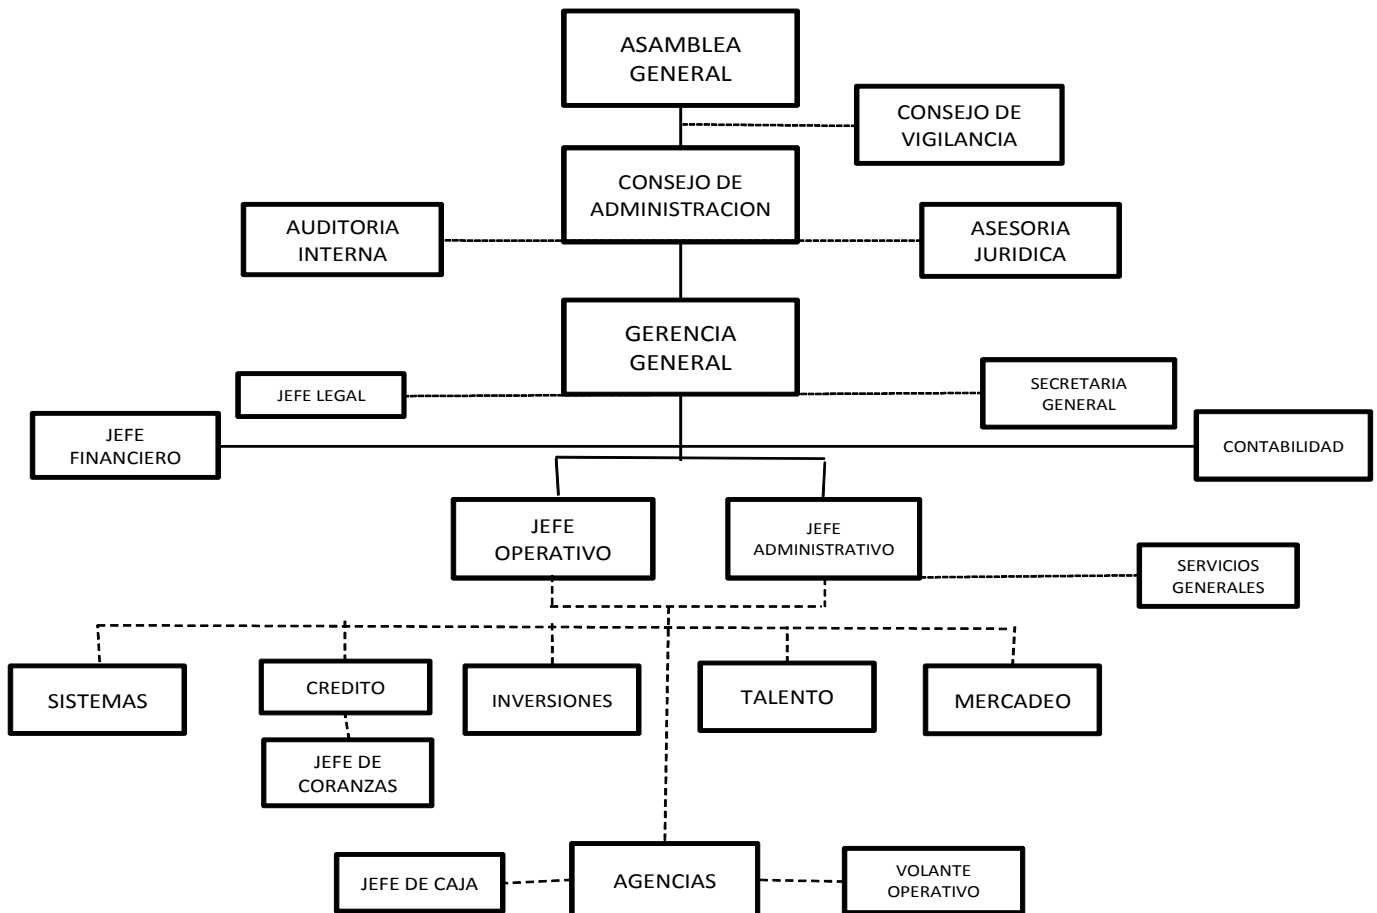 ASAMBLEA
GENERAL
CONSEJO DE
VIGILANCIA
CONSEJO DE
ADMINISTRACION
AUDITORIA
INTERNA
ASESORIA
JURIDICA
GERENCIA
GENERAL
JEFE LEGAL
SECRETARIA
GENERAL
JEFE
FINANCIERO
CONTABILIDAD
JEFE
OPERATIVO
JEFE
ADMINISTRATIVO
SERVICIOS
GENERALES
SISTEMAS
CREDITO
INVERSIONES
TALENTO
MERCADEO
JEFE DE
CORANZAS
JEFE DE CAJA
AGENCIAS
VOLANTE
OPERATIVO